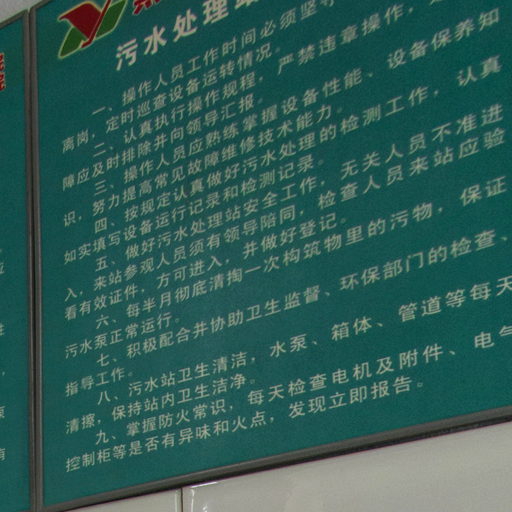 污水处理
一、操作人员工作时间必须坚守
离岗，定时巡查设备运转情况。
二、认真执行操作规程，严禁违章操作，
障应及时排除并向领导汇报。
三、操作人员应熟练掌握设备性能、设备保养知
识，努力提高常见故障维修技术能力。
四、按规定认真做好污水处理的检测工作，认真
如实填写设备运行记录和检测记录。
五、做好污水处理站安全工作，无关人员不准进
入，来站参观人员须有领导陪同，检查人员来站应验
看有效证件，方可进入，并做好登记。
六、每半月彻底清掏一次构筑物里的污物，保证
污水泵正常运行。
七、积极配合并协助卫生监督、环保部门的检查、
指导工作。
八、污水站卫生清洁，水泵、箱体、管道等每天
清擦，保持站内卫生洁净。
九、掌握防火常识，每天检查电机及附件、电气
控制柜等是否有异味和火点，发现立即报告。